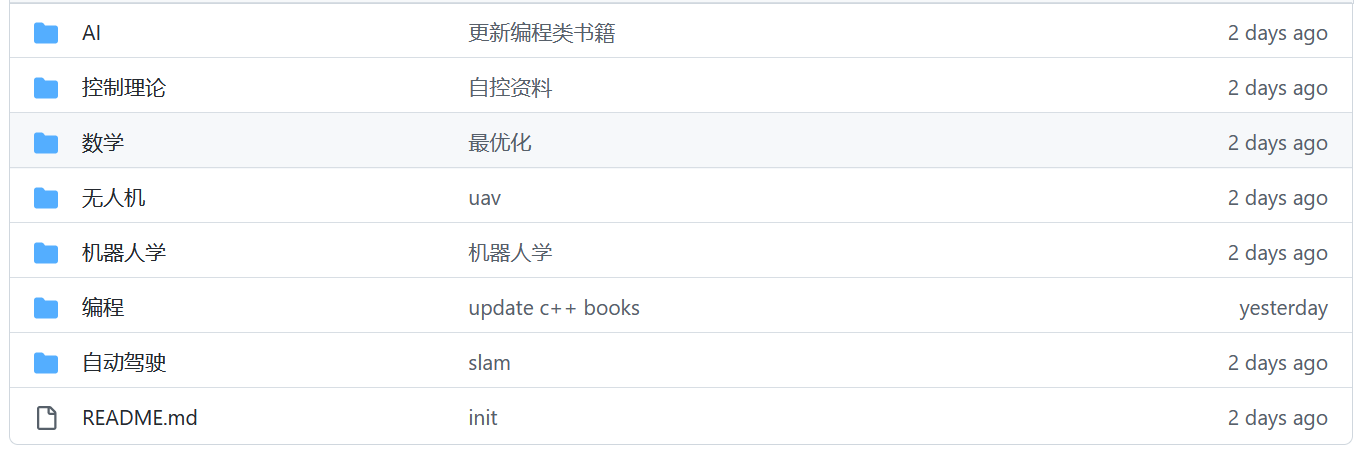 AI 更新编程类书籍 2 days ago
控制理论 自控资料 2 days ago
数学 最优化 2 days ago
无人机 uav 2 days ago
机器人学 机器人学 2 days ago
编程 update c++ books yesterday
自动驾驶 slam 2 days ago
README.md init 2 days ago